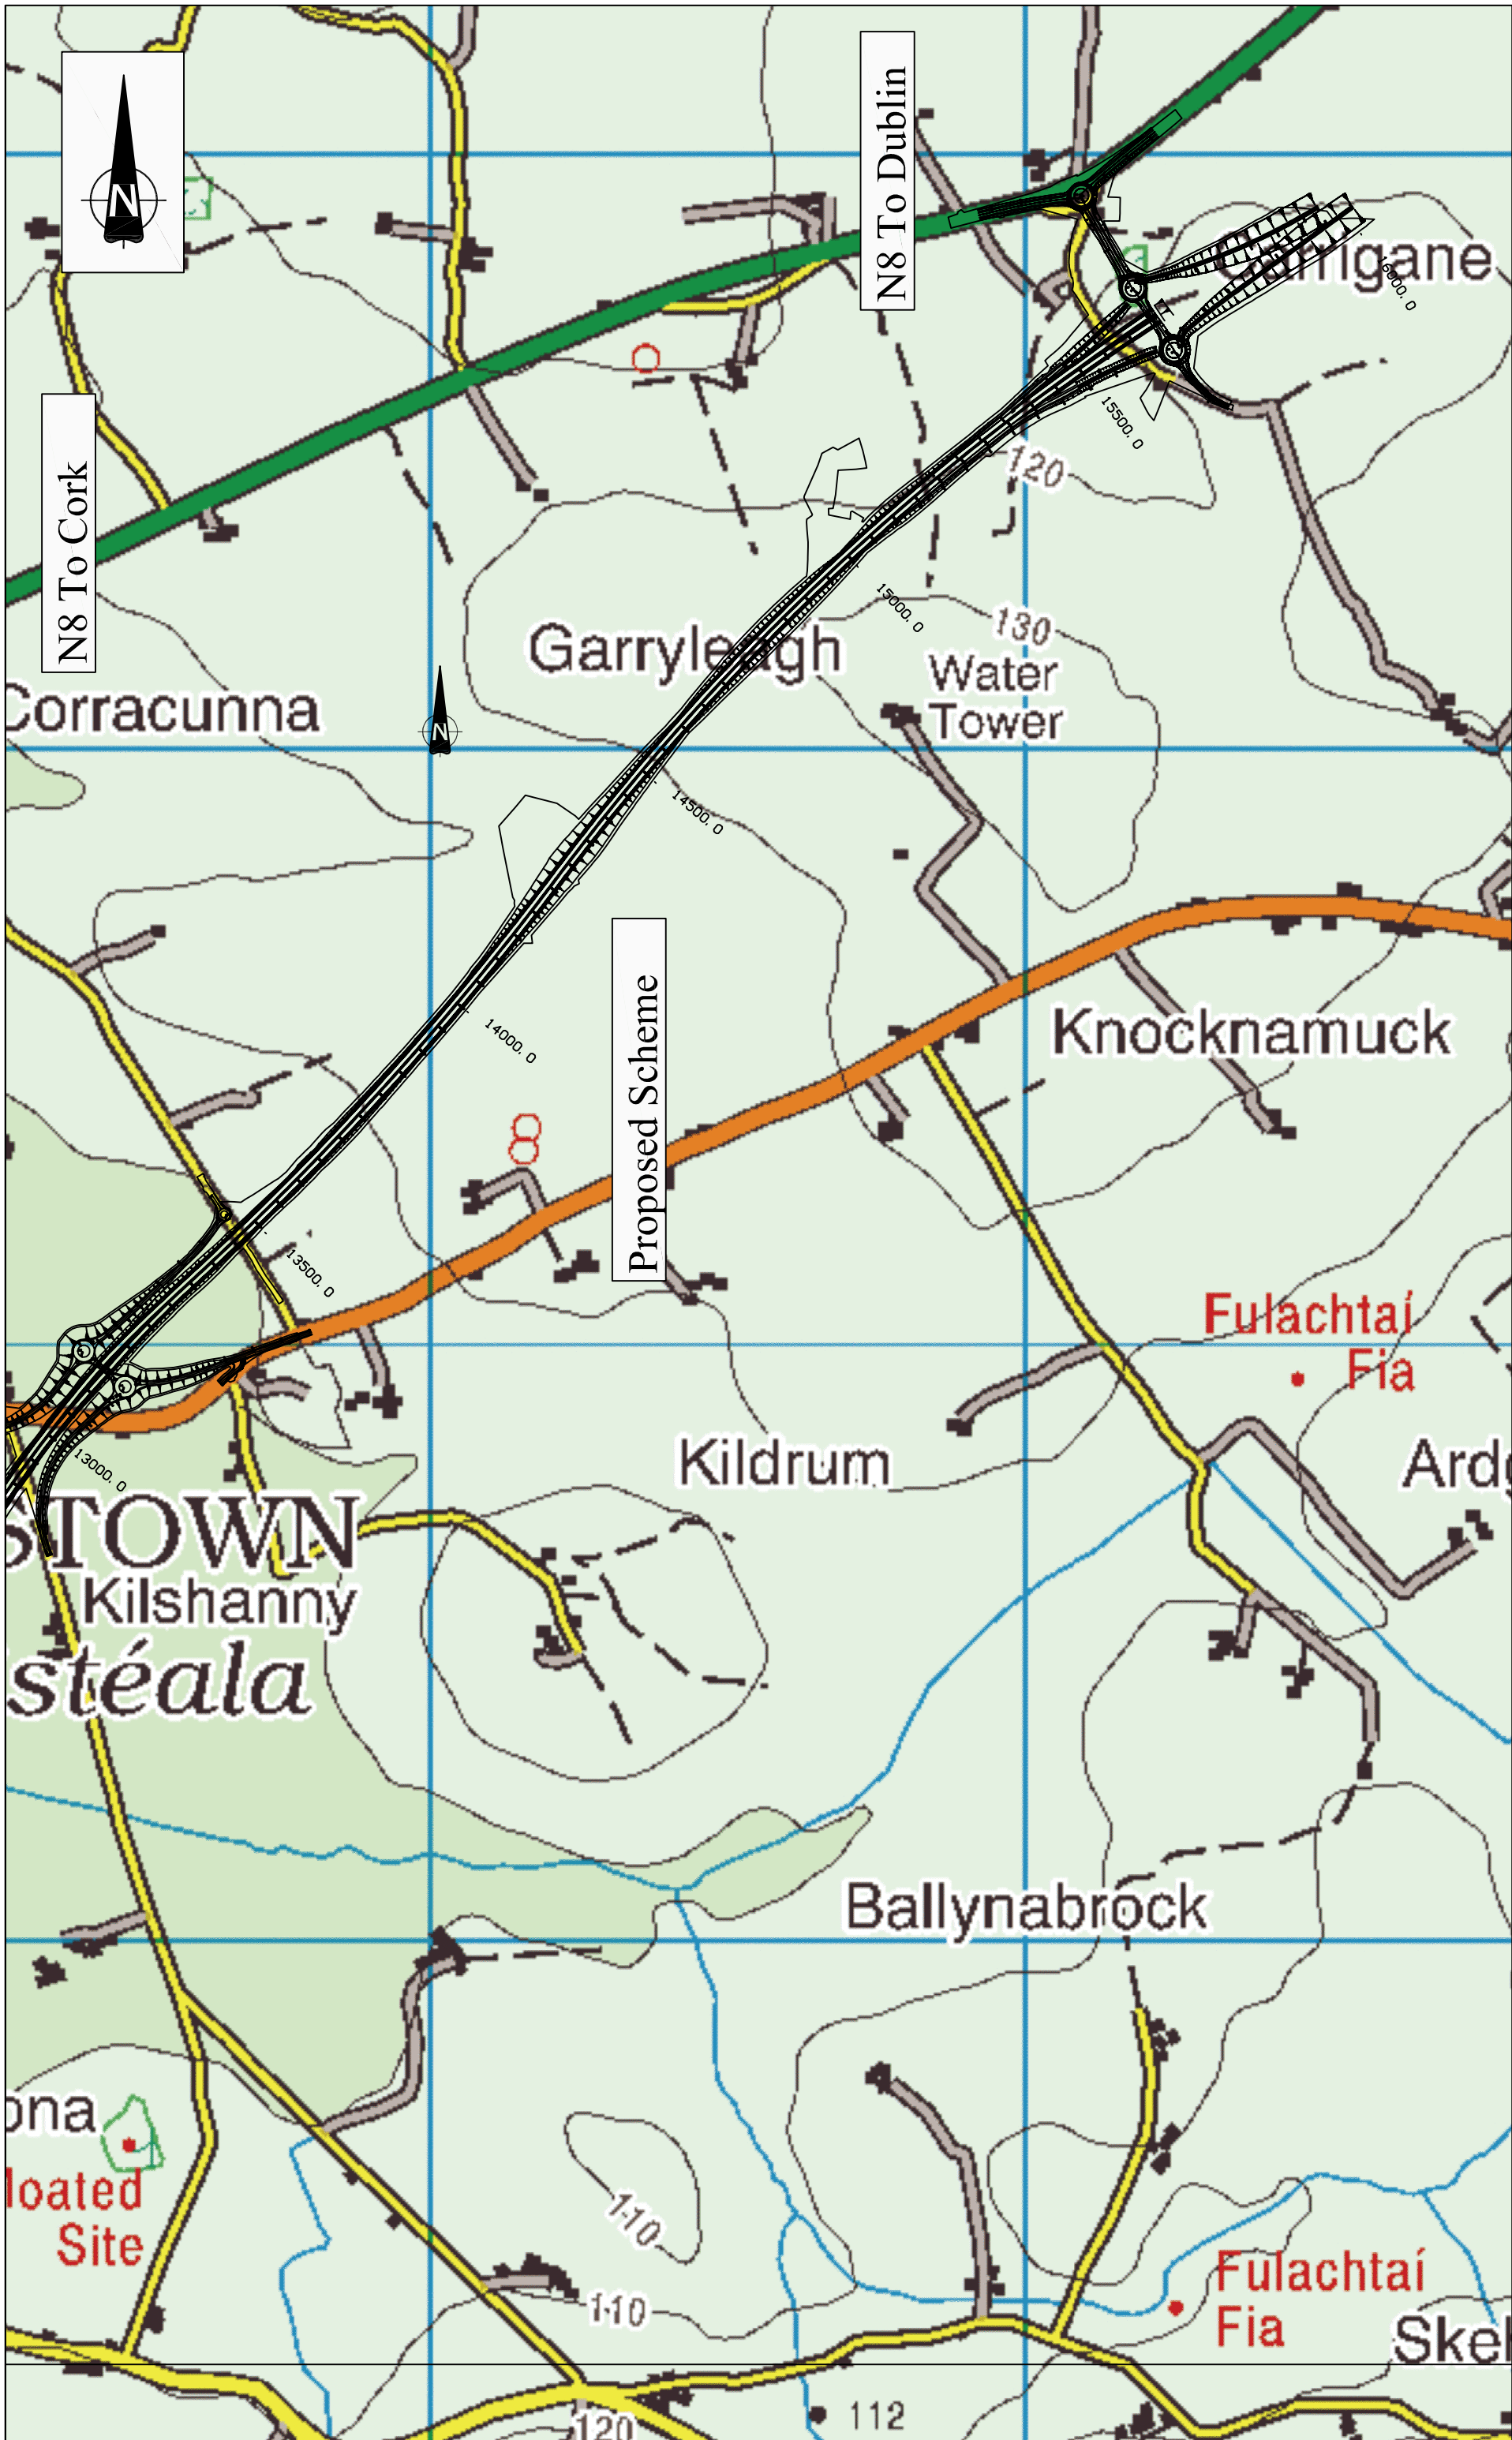 N
N8 To Dublin
Carrigane
16000.0
N8 To Cork
15500.0
120
15000.0
130
Garryleagh
Water
Tower
Corracunna
N
14500.0
Proposed Scheme
14000.0
Knocknamuck
13500.0
Fulachtaí
Fia
Kildrum
Ard
13000.0
STOWN
Kilshanny
stéala
Ballynabrock
ona
loated
Site
110
110
Fulachtaí
Fia
Skel
112
120